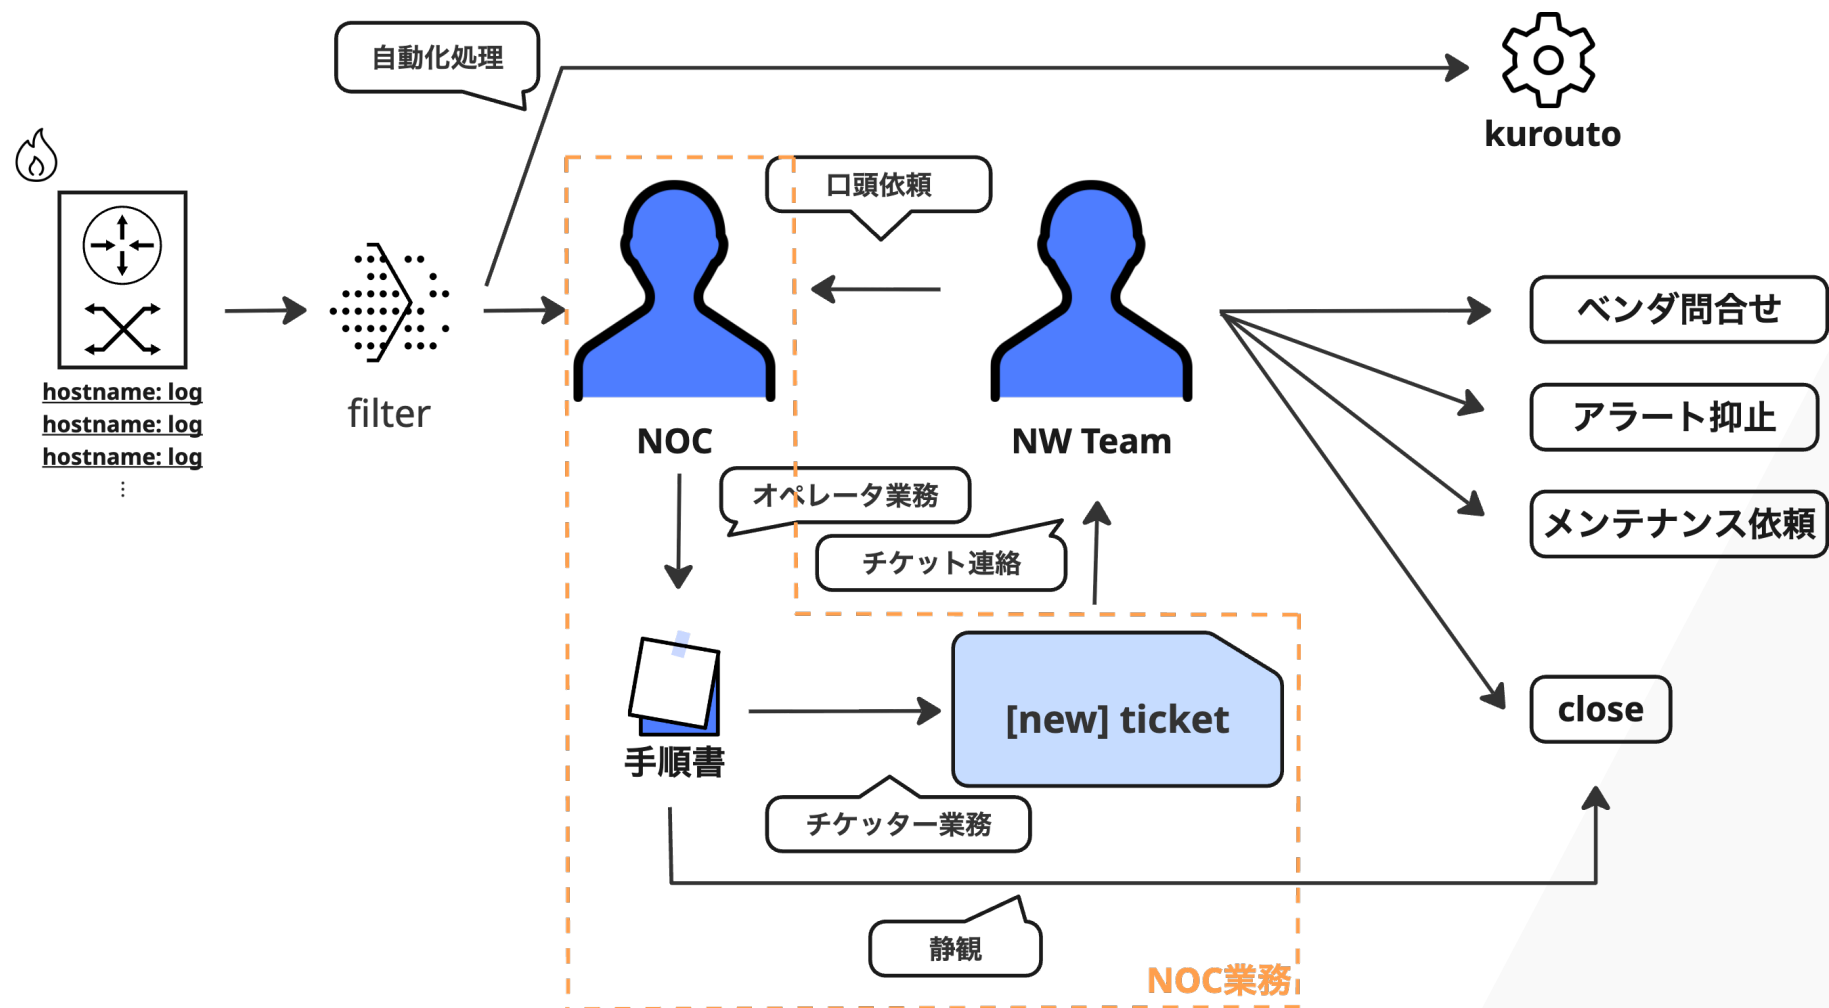 自動化処理
kurouto
口頭依頼
hostname: log
hostname: log
hostname: log
⋮
filter
NOC
NW Team
ベンダ問合せ
アラート抑止
メンテナンス依頼
オペレータ業務
チケット連絡
手順書
[new] ticket
close
チケッター業務
静観
NOC業務